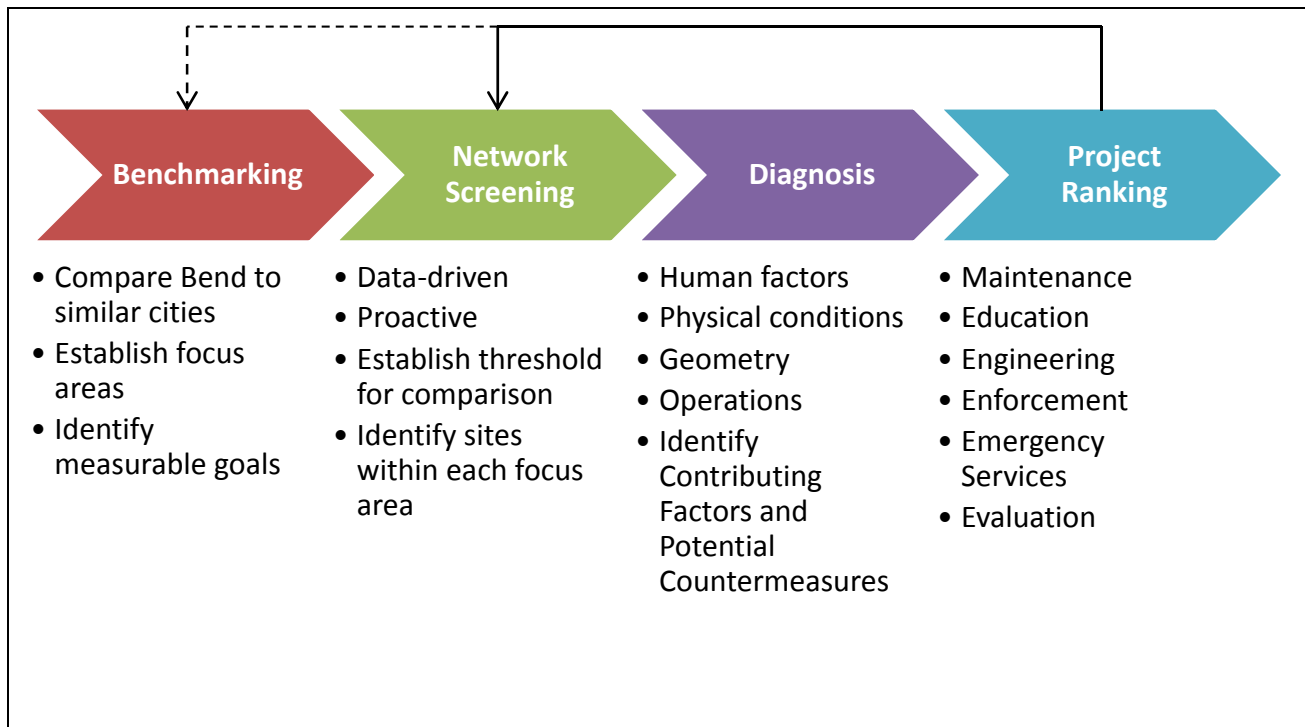 Benchmarking
Network
Screening
Diagnosis
Project
Ranking
• Compare Bend to
similar cities
• Establish focus
areas
• Identify
measurable goals
• Data-driven
• Proactive
• Establish threshold
for comparison
• Identify sites
within each focus
area
• Human factors
• Physical conditions
• Geometry
• Operations
• Identify
Contributing
Factors and
Potential
Countermeasures
• Maintenance
• Education
• Engineering
• Enforcement
• Emergency
Services
• Evaluation